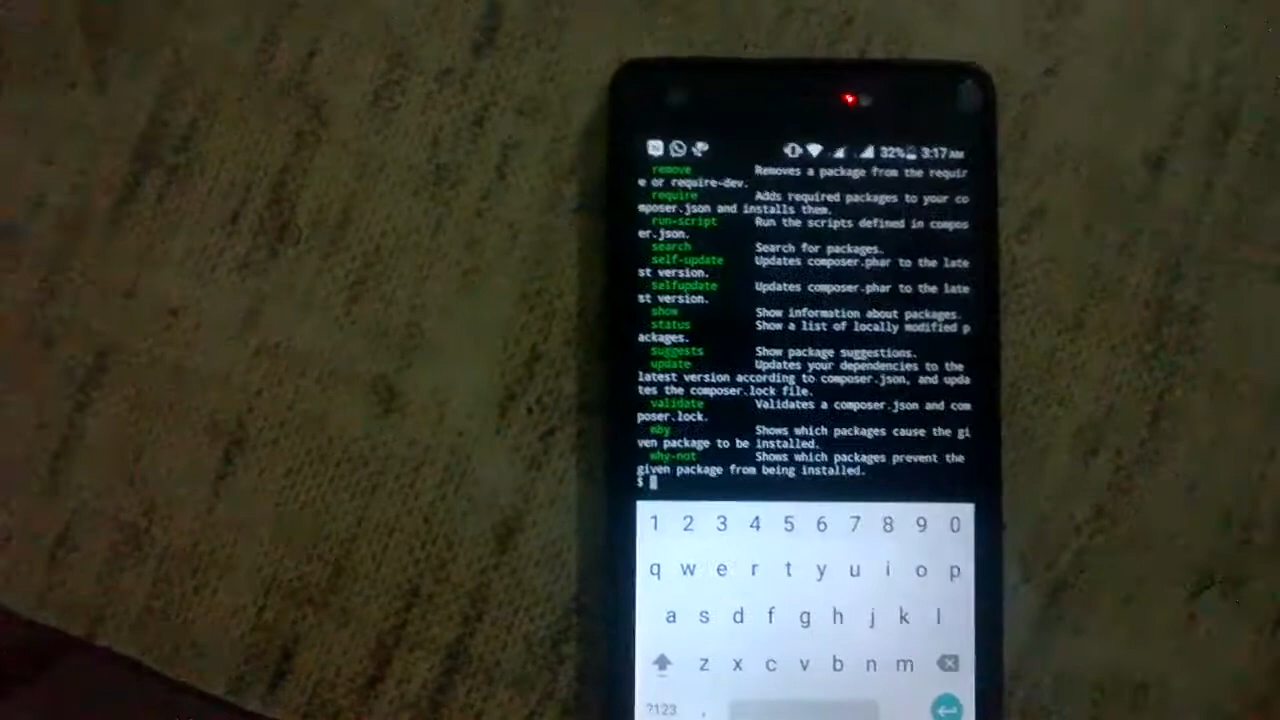 32% 3:17 AM
remove Removes a package from the requir
e or require-dev.
require Adds required packages to your co
mposer.json and installs them.
run-script Run the scripts defined in compos
er.json.
search Search for packages.
self-update Updates composer.phar to the late
st version.
selfupdate Updates composer.phar to the late
st version.
show Show information about packages.
status Show a list of locally modified p
ackages.
suggests Show package suggestions.
update Updates your dependencies to the
latest version according to composer.json, and upda
tes the composer.lock file.
validate Validates a composer.json and com
poser.lock.
why Shows which packages cause the gi
ven package to be installed.
why-not Shows which packages prevent the
given package from being installed.
$
1 2 3 4 5 6 7 8 9 0
q w e r t y u i o p
a s d f g h j k l
z x c v b n m
?123 ,